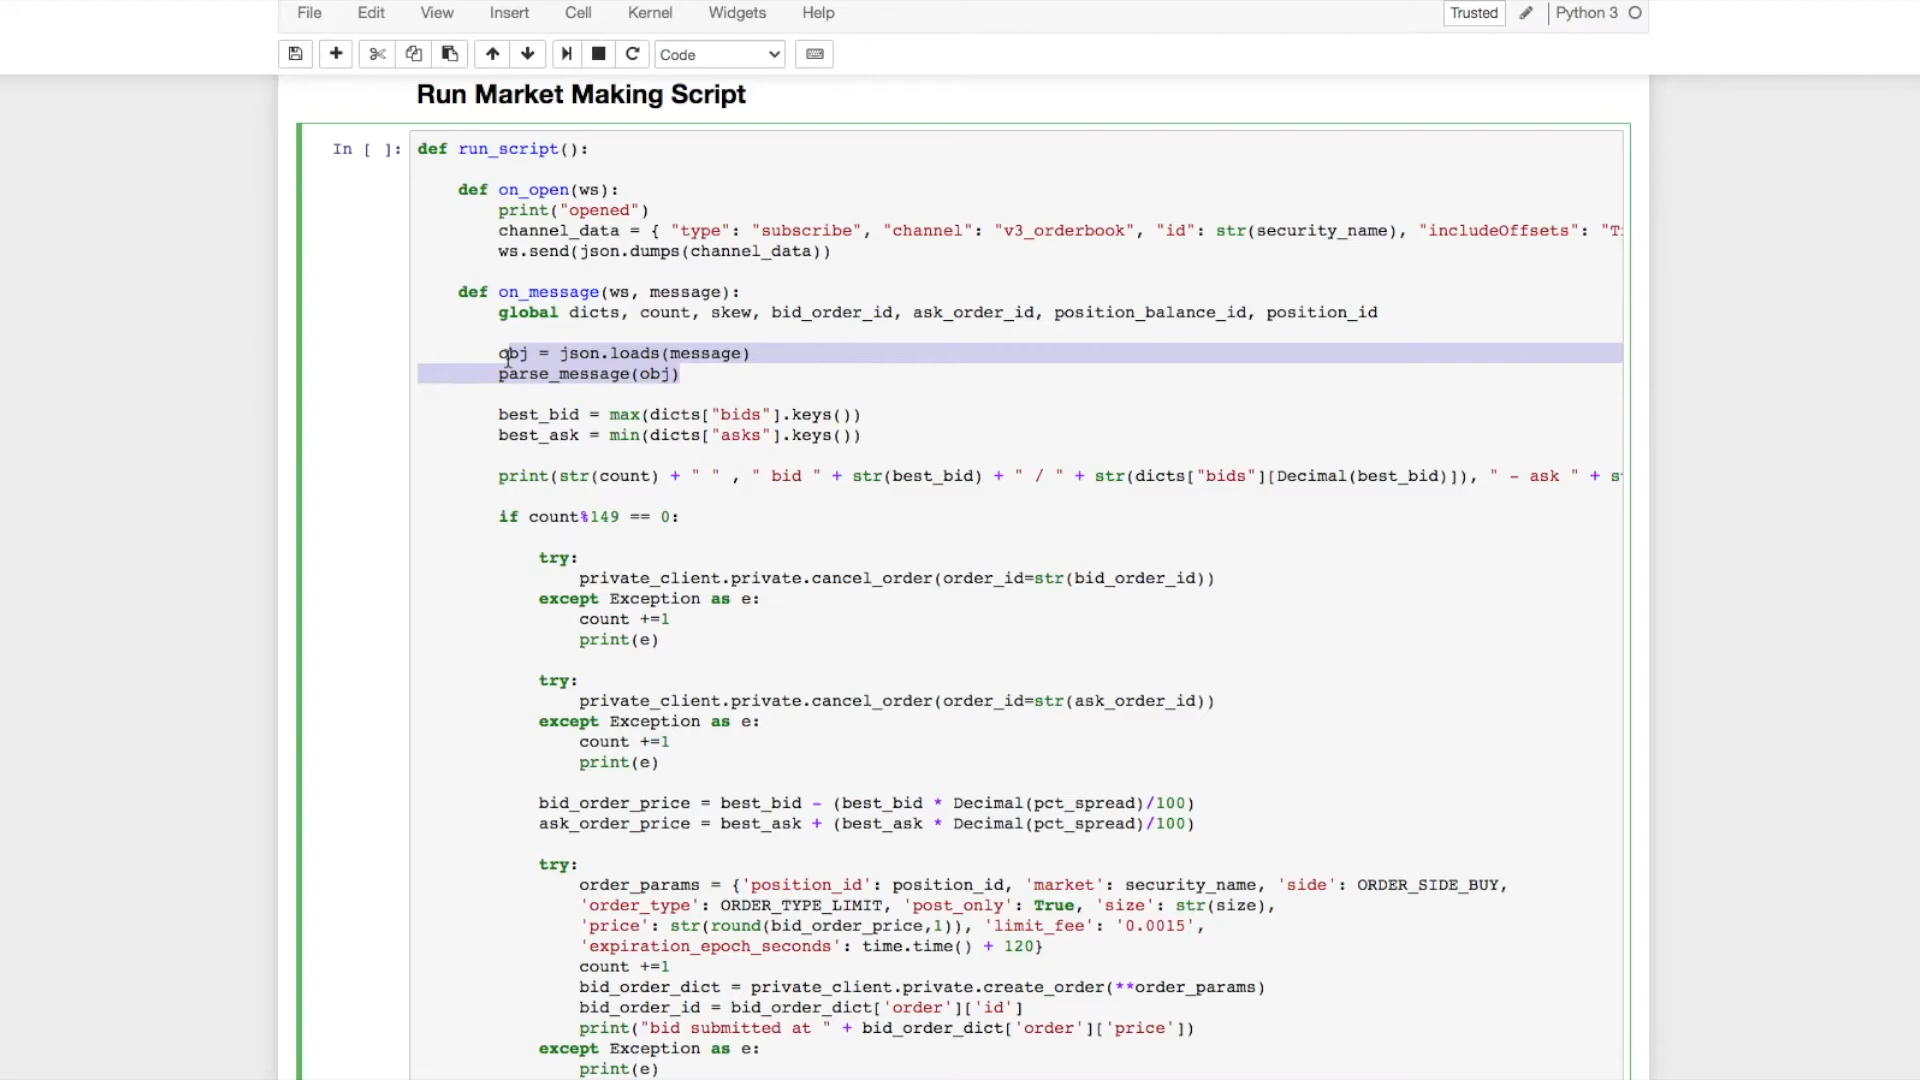 File Edit View Insert Cell Kernel Widgets Help Trusted Python 3
Code
Run Market Making Script
In [ ]: def run_script():
def on_open(ws):
print("opened")
channel_data = { "type": "subscribe", "channel": "v3_orderbook", "id": str(security_name), "includeOffsets":
ws.send(json.dumps(channel_data))
def on_message(ws, message):
global dicts, count, skew, bid_order_id, ask_order_id, position_balance_id, position_id
obj = json.loads(message)
parse_message(obj)
best_bid = max(dicts["bids"].keys())
best_ask = min(dicts["asks"].keys())
print(str(count) + " " , " bid " + str(best_bid) + " / " + str(dicts["bids"][Decimal(best_bid)]), " - ask " +
if count%149 == 0:
try:
private_client.private.cancel_order(order_id=str(bid_order_id))
except Exception as e:
count +=1
print(e)
try:
private_client.private.cancel_order(order_id=str(ask_order_id))
except Exception as e:
count +=1
print(e)
bid_order_price = best_bid - (best_bid * Decimal(pct_spread)/100)
ask_order_price = best_ask + (best_ask * Decimal(pct_spread)/100)
try:
order_params = {'position_id': position_id, 'market': security_name, 'side': ORDER_SIDE_BUY,
'order_type': ORDER_TYPE_LIMIT, 'post_only': True, 'size': str(size),
'price': str(round(bid_order_price,1)), 'limit_fee': '0.0015',
'expiration_epoch_seconds': time.time() + 120}
count +=1
bid_order_dict = private_client.private.create_order(**order_params)
bid_order_id = bid_order_dict['order']['id']
print("bid submitted at " + bid_order_dict['order']['price'])
except Exception as e:
print(e)